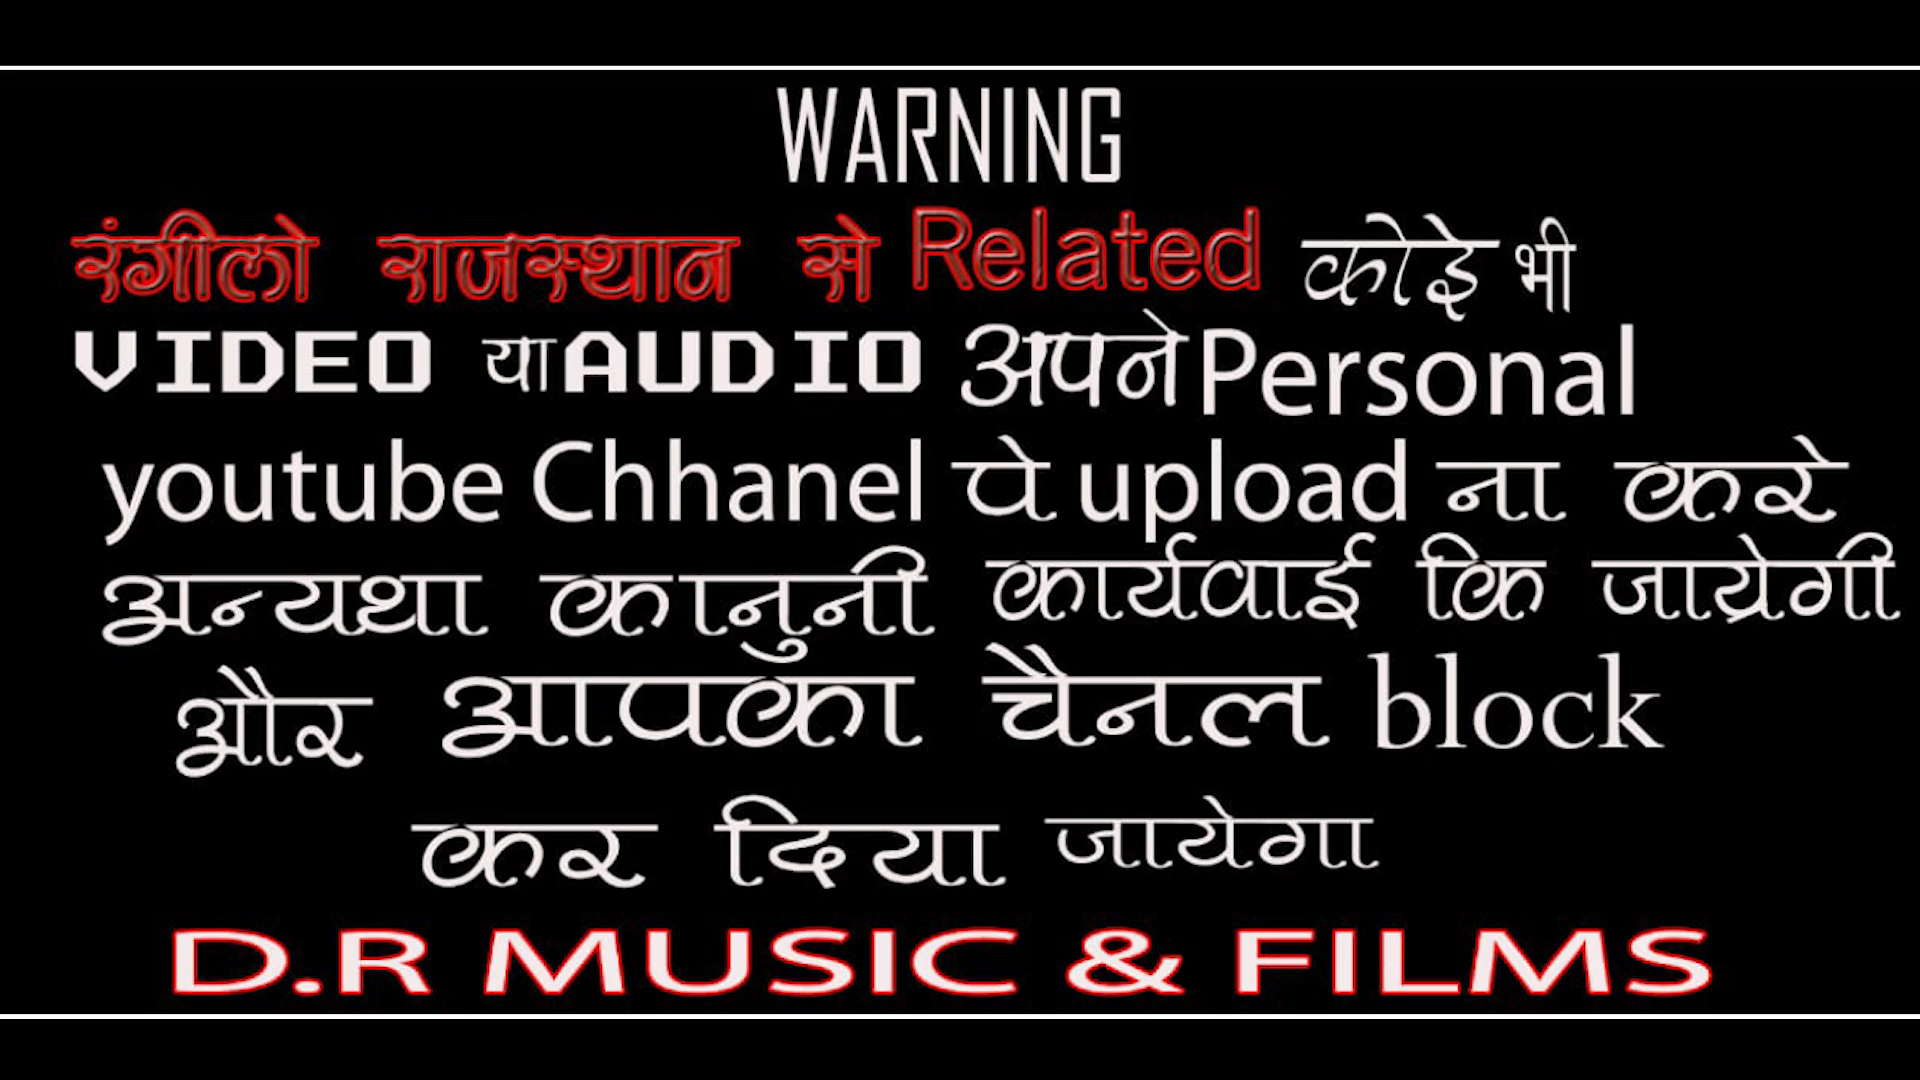 WARNING
रंगीलो राजस्थान से Related कोई भी
VIDEO या AUDIO अपने Personal
youtube Chhanel पे upload ना करे
अन्यथा कानुनी कार्यवाई कि जायेगी
और आपका चैनल block
कर दिया जायेगा
D.R MUSIC & FILMS